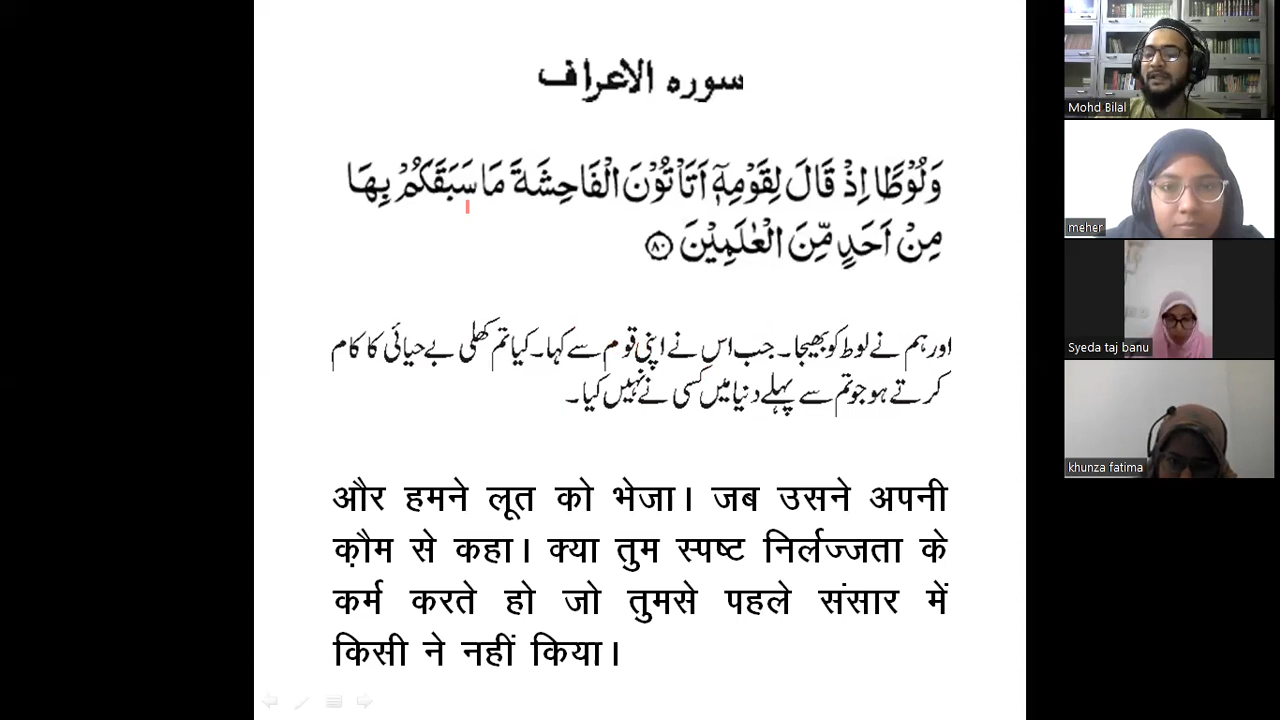 سورہ الاعراف
وَلُوْطًا اِذْ قَالَ لِقَوْمِهٖٓ اَتَاْتُوْنَ الْفَاحِشَةَ مَا سَبَقَكُمْ بِهَا
مِنْ اَحَدٍ مِّنَ الْعٰلَمِيْنَ ﴿۸۰﴾
اور ہم نے لوط کو بھیجا۔ جب اس نے اپنی قوم سے کہا۔ کیا تم کھلی بے حیائی کا کام
کرتے ہو جو تم سے پہلے دنیا میں کسی نے نہیں کیا۔
और हमने लूत को भेजा। जब उसने अपनी
क़ौम से कहा। क्या तुम स्पष्ट निर्लज्जता के
कर्म करते हो जो तुमसे पहले संसार में
किसी ने नहीं किया।
Mohd Bilal
meher
Syeda taj banu
khunza fatima